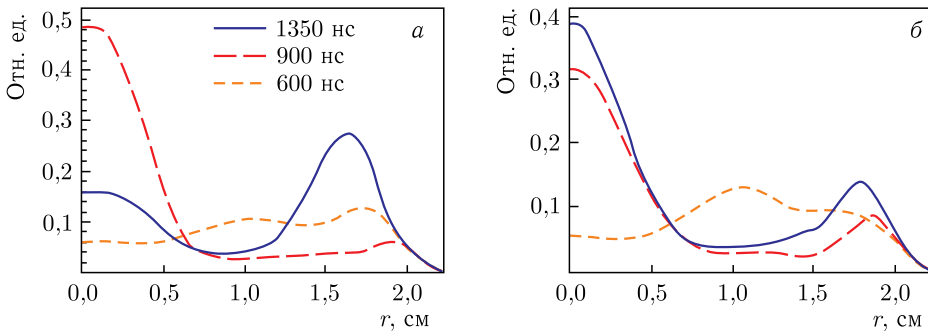 Отн. ед.
0,5
0,4
0,3
0,2
0,1
0,0
0,5
1,0
1,5
2,0
r, см
1350 нс
900 нс
600 нс
а
Отн. ед.
0,4
0,3
0,2
0,1
0,0
0,5
1,0
1,5
2,0
r, см
б